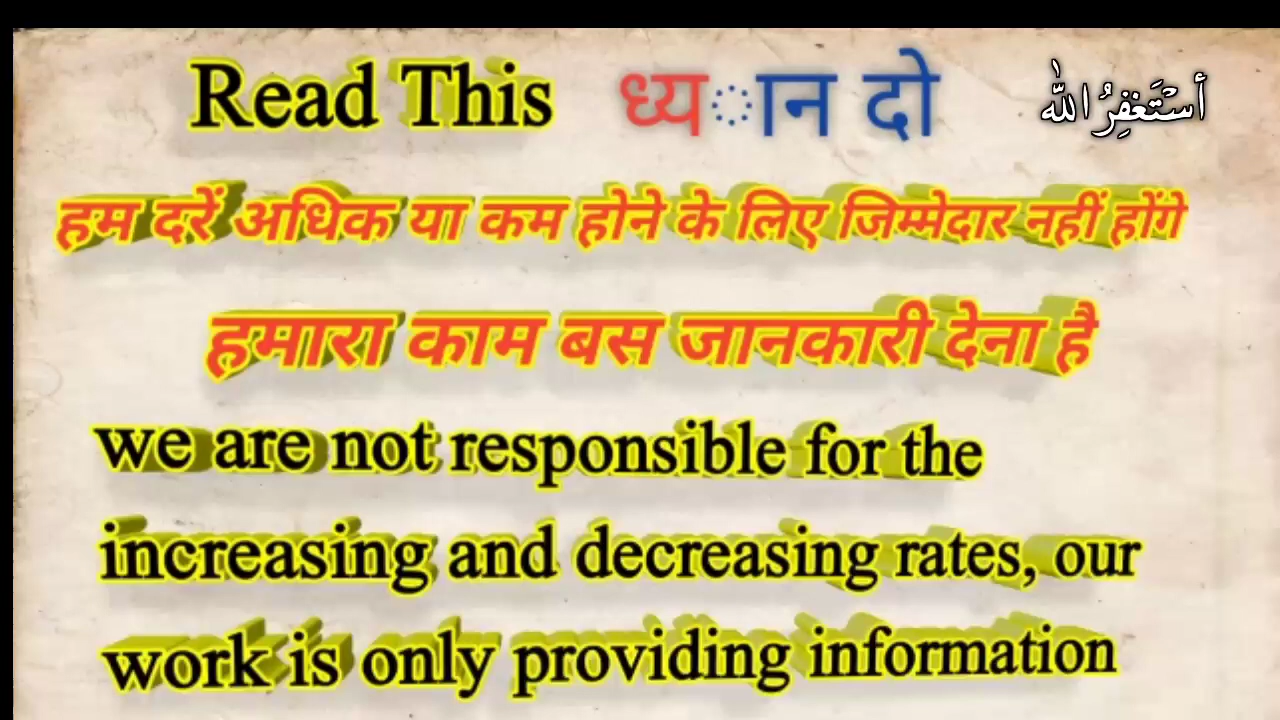 Read This ध्य◌ान दो أستَغفِرُ الله
हम दरें अधिक या कम होने के लिए जिम्मेदार नहीं होंगे
हमारा काम बस जानकारी देना है
we are not responsible for the
increasing and decreasing rates, our
work is only providing information